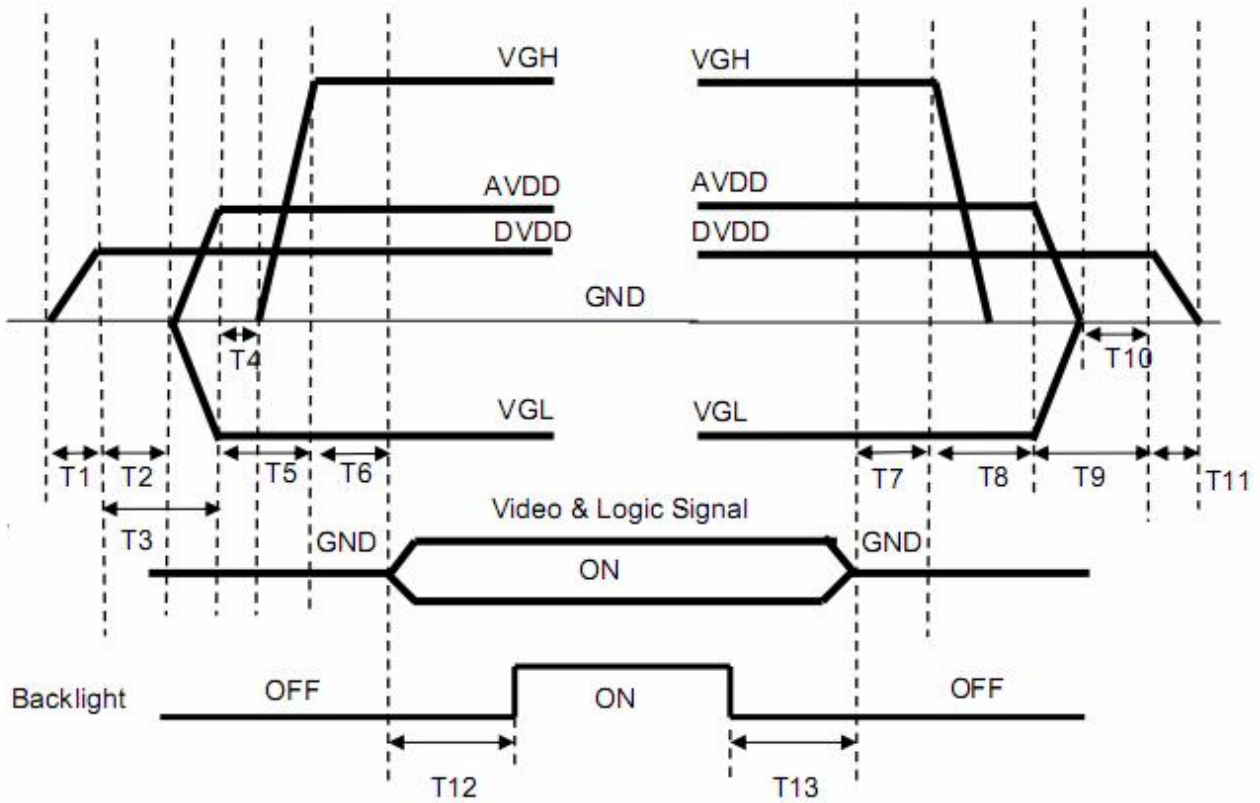 VGH
VGH
AVDD
AVDD
DVDD
DVDD
GND
T4
T10
VGL
VGL
T1
T2
T5
T6
T7
T8
T9
T11
T3
Video & Logic Signal
GND
GND
ON
Backlight
OFF
ON
OFF
T12
T13